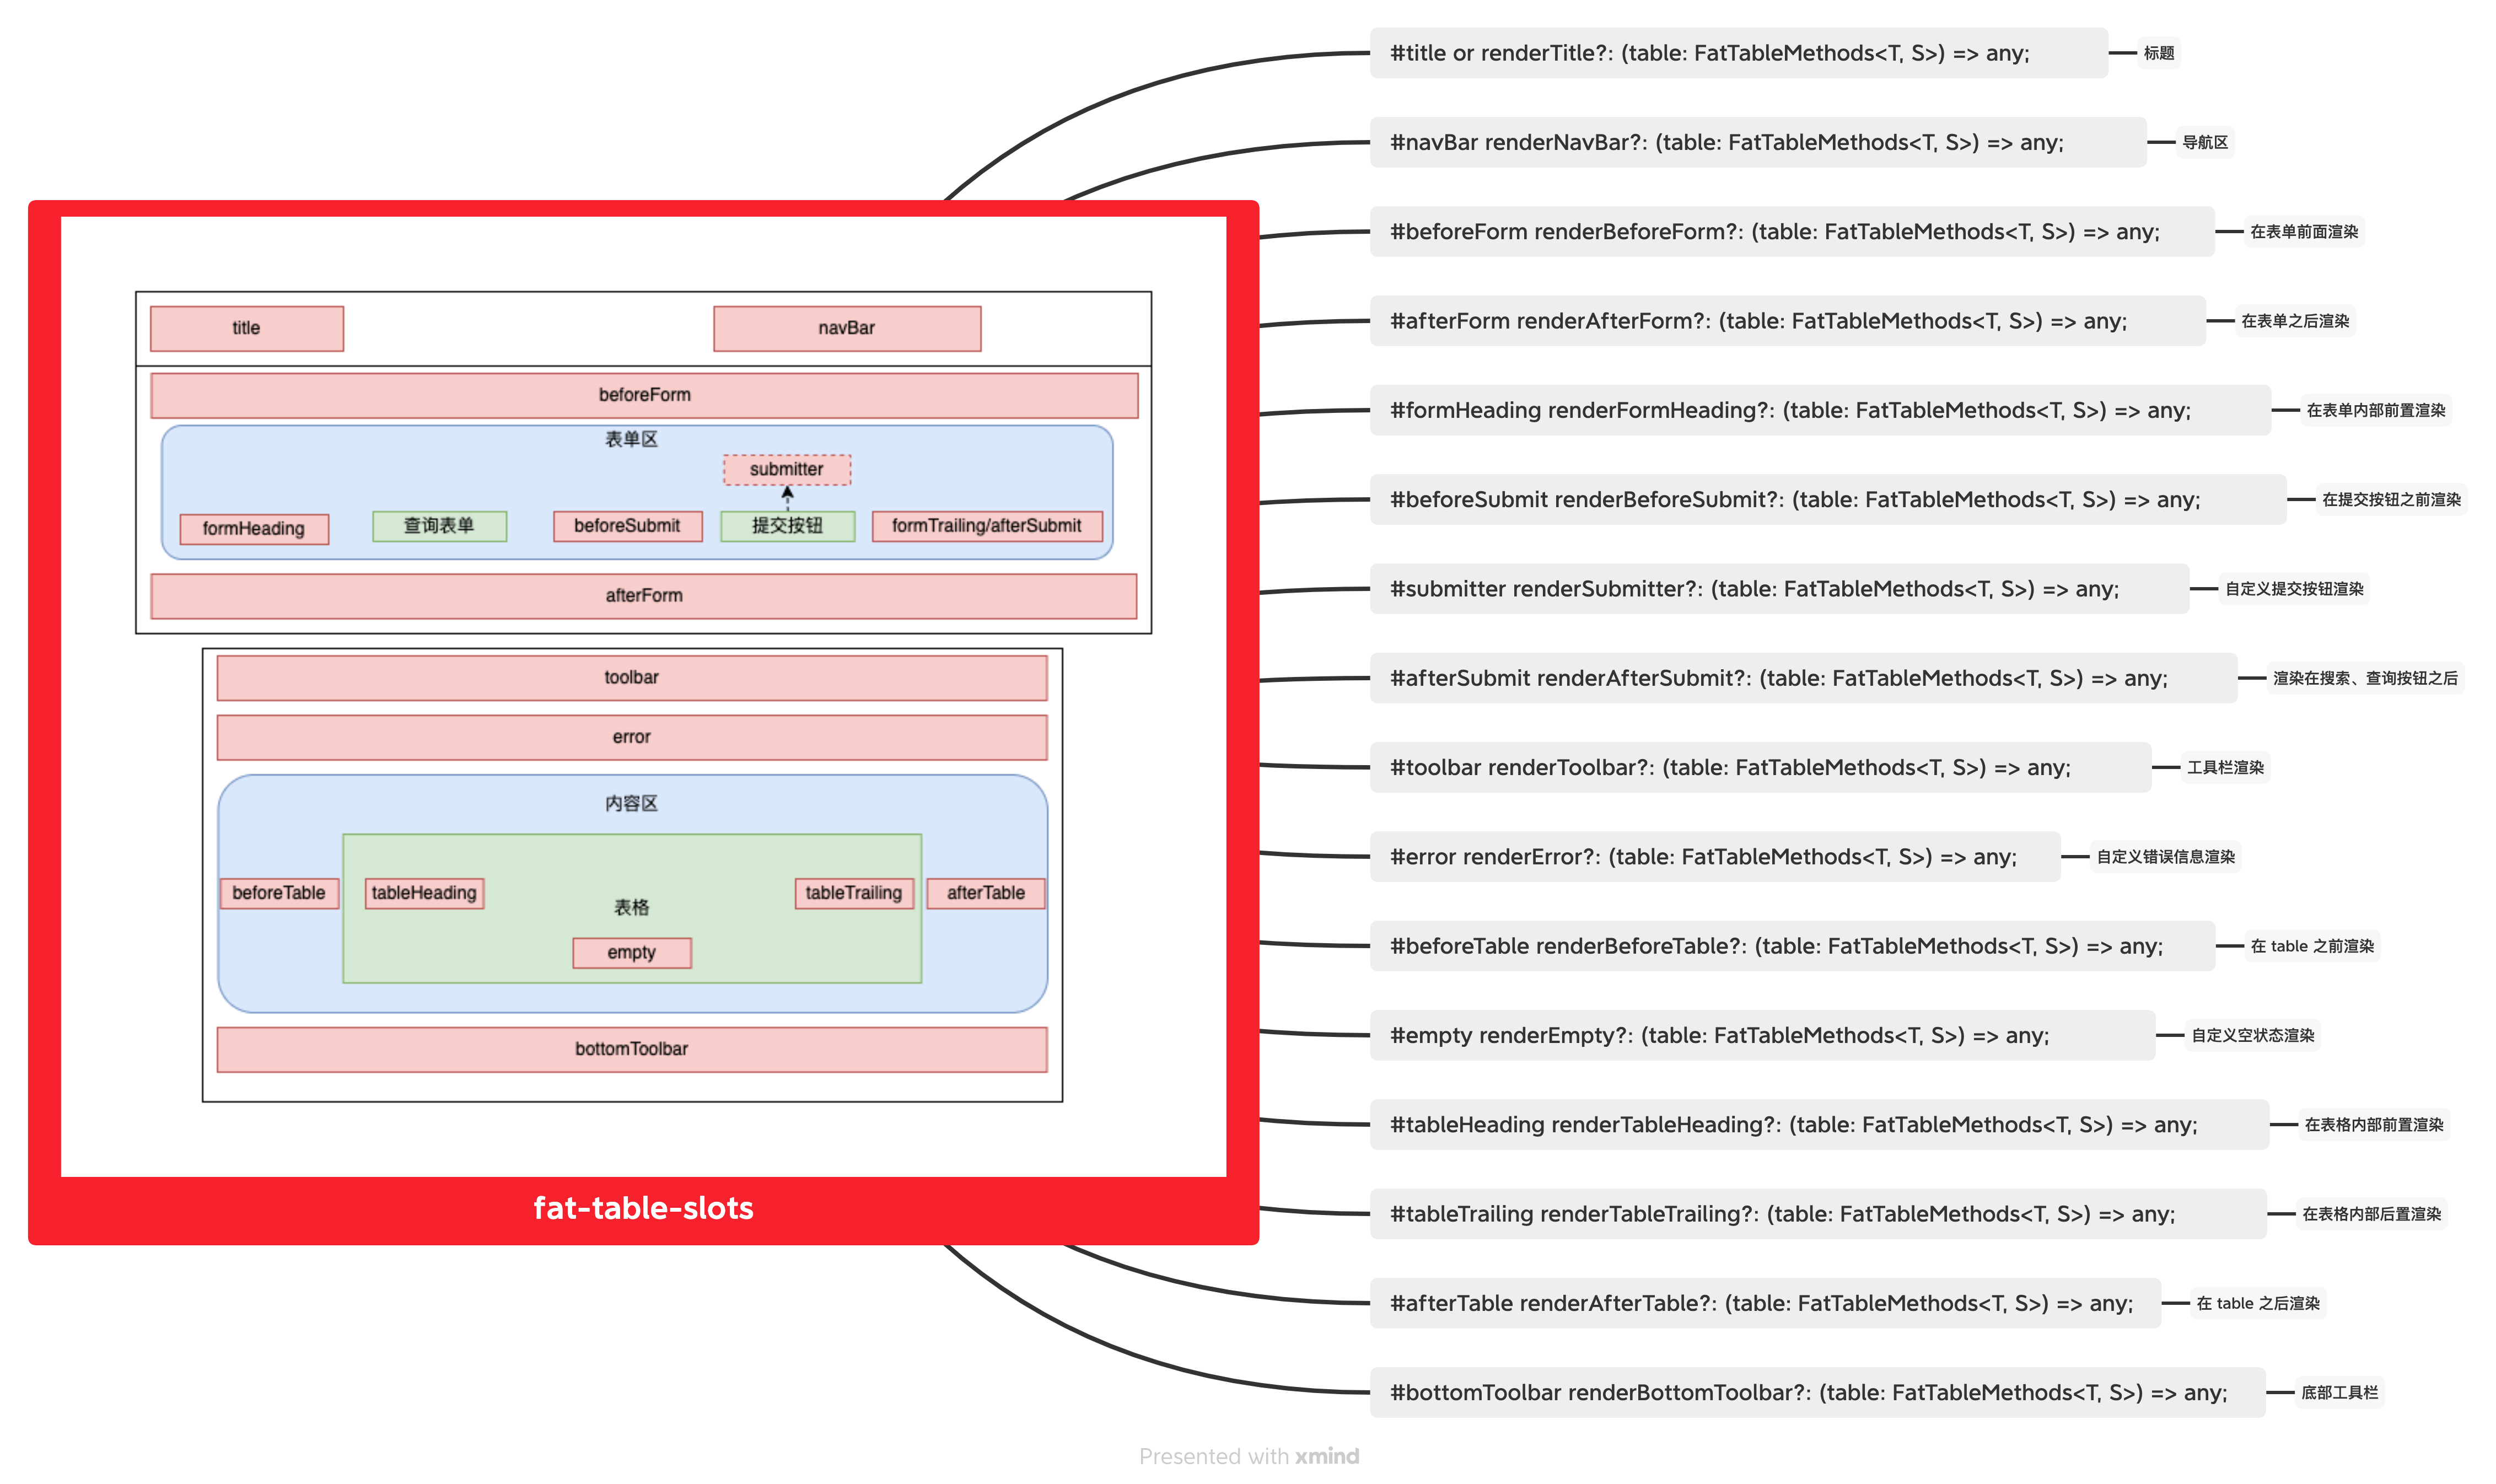 title
navBar
beforeForm
表单区
submitter
formHeading
查询表单
beforeSubmit
提交按钮
formTrailing/afterSubmit
afterForm
toolbar
error
内容区
beforeTable
tableHeading
表格
tableTrailing
afterTable
empty
bottomToolbar
fat-table-slots
#title or renderTitle?: (table: FatTableMethods<T, S>) => any;
标题
#navBar renderNavBar?: (table: FatTableMethods<T, S>) => any;
导航区
#beforeForm renderBeforeForm?: (table: FatTableMethods<T, S>) => any;
在表单前面渲染
#afterForm renderAfterForm?: (table: FatTableMethods<T, S>) => any;
在表单之后渲染
#formHeading renderFormHeading?: (table: FatTableMethods<T, S>) => any;
在表单内部前置渲染
#beforeSubmit renderBeforeSubmit?: (table: FatTableMethods<T, S>) => any;
在提交按钮之前渲染
#submitter renderSubmitter?: (table: FatTableMethods<T, S>) => any;
自定义提交按钮渲染
#afterSubmit renderAfterSubmit?: (table: FatTableMethods<T, S>) => any;
渲染在搜索、查询按钮之后
#toolbar renderToolbar?: (table: FatTableMethods<T, S>) => any;
工具栏渲染
#error renderError?: (table: FatTableMethods<T, S>) => any;
自定义错误信息渲染
#beforeTable renderBeforeTable?: (table: FatTableMethods<T, S>) => any;
在 table 之前渲染
#empty renderEmpty?: (table: FatTableMethods<T, S>) => any;
自定义空状态渲染
#tableHeading renderTableHeading?: (table: FatTableMethods<T, S>) => any;
在表格内部前置渲染
#tableTrailing renderTableTrailing?: (table: FatTableMethods<T, S>) => any;
在表格内部后置渲染
#afterTable renderAfterTable?: (table: FatTableMethods<T, S>) => any;
在 table 之后渲染
#bottomToolbar renderBottomToolbar?: (table: FatTableMethods<T, S>) => any;
底部工具栏
Presented with xmind